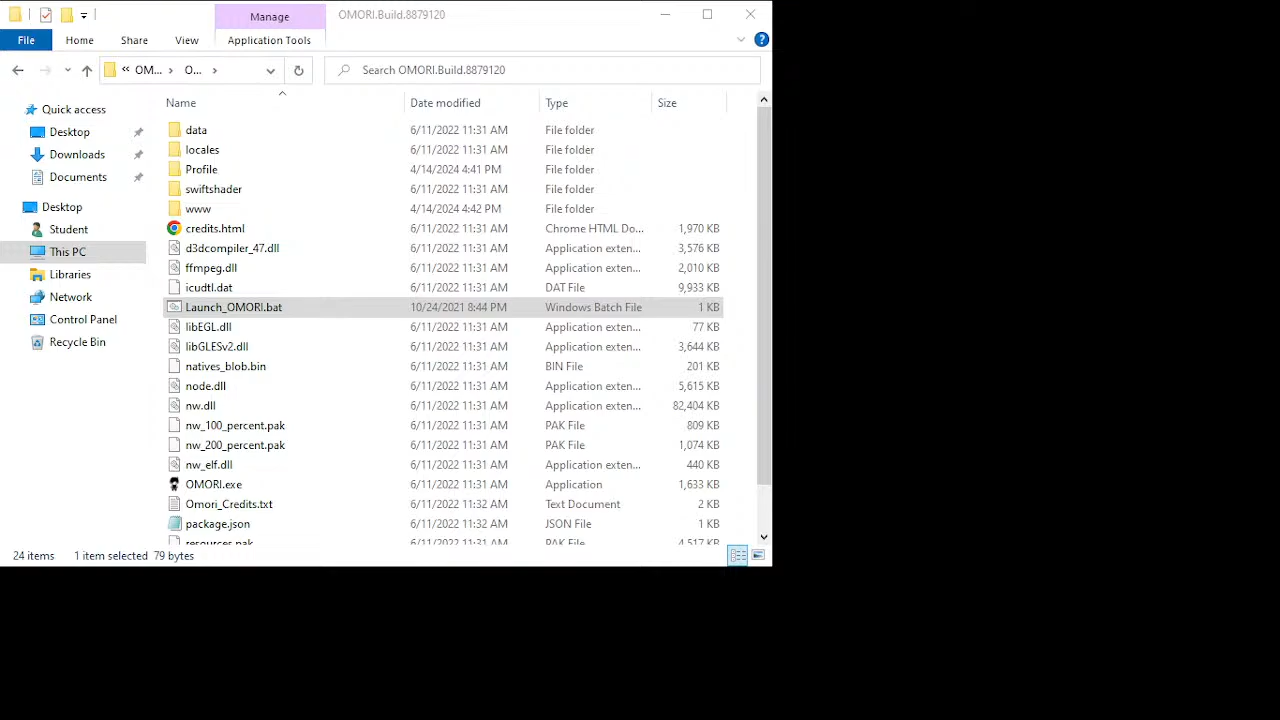 Manage
OMORI.Build.8879120
File
Home
Share
View
Application Tools
« OM... > O... >
Search OMORI.Build.8879120
Name
Date modified
Type
Size
Quick access
Desktop
Downloads
Documents
Desktop
Student
This PC
Libraries
Network
Control Panel
Recycle Bin
data 6/11/2022 11:31 AM File folder
locales 6/11/2022 11:31 AM File folder
Profile 4/14/2024 4:41 PM File folder
swiftshader 6/11/2022 11:31 AM File folder
www 4/14/2024 4:42 PM File folder
credits.html 6/11/2022 11:31 AM Chrome HTML Do... 1,970 KB
d3dcompiler_47.dll 6/11/2022 11:31 AM Application exten... 3,576 KB
ffmpeg.dll 6/11/2022 11:31 AM Application exten... 2,010 KB
icudtl.dat 6/11/2022 11:31 AM DAT File 9,933 KB
Launch_OMORI.bat 10/24/2021 8:44 PM Windows Batch File 1 KB
libEGL.dll 6/11/2022 11:31 AM Application exten... 77 KB
libGLESv2.dll 6/11/2022 11:31 AM Application exten... 3,644 KB
natives_blob.bin 6/11/2022 11:31 AM BIN File 201 KB
node.dll 6/11/2022 11:31 AM Application exten... 5,615 KB
nw.dll 6/11/2022 11:31 AM Application exten... 82,404 KB
nw_100_percent.pak 6/11/2022 11:31 AM PAK File 809 KB
nw_200_percent.pak 6/11/2022 11:31 AM PAK File 1,074 KB
nw_elf.dll 6/11/2022 11:31 AM Application exten... 440 KB
OMORI.exe 6/11/2022 11:31 AM Application 1,633 KB
Omori_Credits.txt 6/11/2022 11:32 AM Text Document 2 KB
package.json 6/11/2022 11:32 AM JSON File 1 KB
resources.pak 6/11/2022 11:31 AM PAK File 4,517 KB
24 items 1 item selected 79 bytes